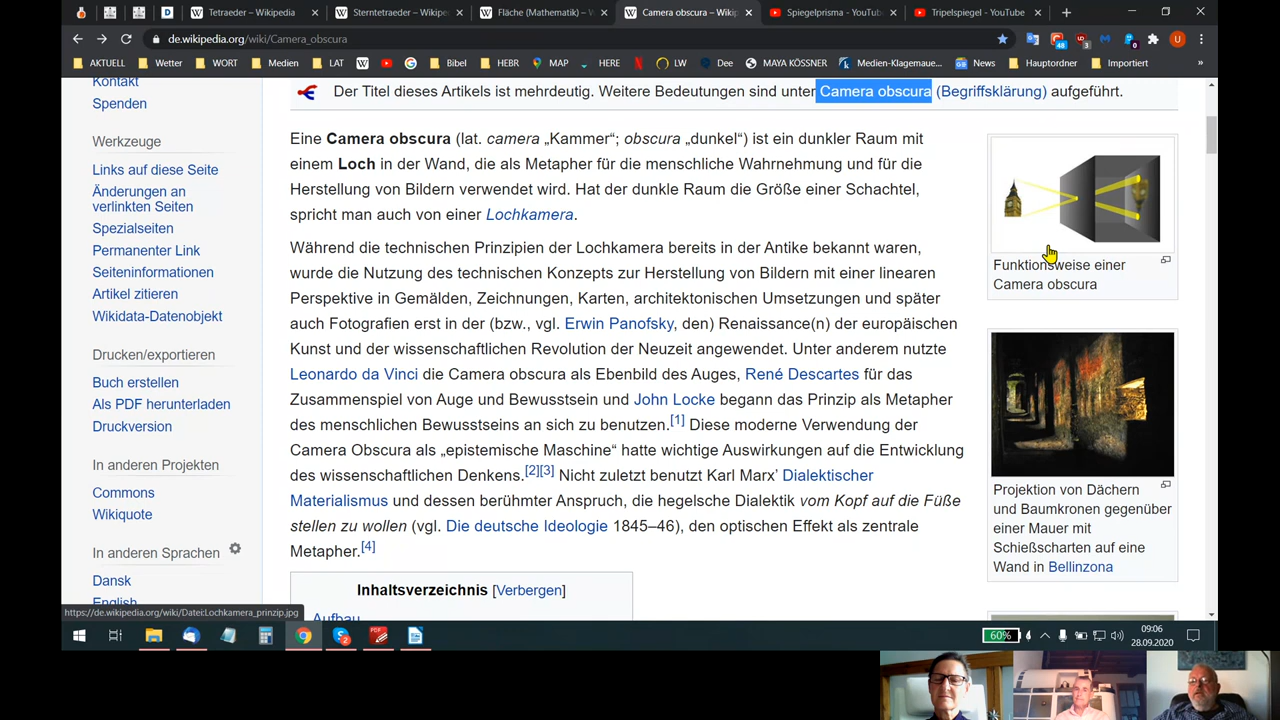 Tetraeder – Wikipedia
Sterntetraeder – Wikipe
Fläche (Mathematik) – W
Camera obscura – Wikip
Spiegelprisma - YouTub
Tripelspiegel - YouTube
de.wikipedia.org/wiki/Camera_obscura
AKTUELL Wetter WORT Medien LAT Bibel HEBR MAP HERE LW Dee MAYA KÖSSNER Medien-Klagemaue... News Hauptordner Importiert »
Kontakt
Spenden
Werkzeuge
Links auf diese Seite
Änderungen an
verlinkten Seiten
Spezialseiten
Permanenter Link
Seiteninformationen
Artikel zitieren
Wikidata-Datenobjekt
Drucken/exportieren
Buch erstellen
Als PDF herunterladen
Druckversion
In anderen Projekten
Commons
Wikiquote
In anderen Sprachen
Dansk
English
https://de.wikipedia.org/wiki/Datei:Lochkamera_prinzip.jpg
Der Titel dieses Artikels ist mehrdeutig. Weitere Bedeutungen sind unter Camera obscura (Begriffsklärung) aufgeführt.
Eine Camera obscura (lat. camera „Kammer“; obscura „dunkel“) ist ein dunkler Raum mit
einem Loch in der Wand, die als Metapher für die menschliche Wahrnehmung und für die
Herstellung von Bildern verwendet wird. Hat der dunkle Raum die Größe einer Schachtel,
spricht man auch von einer Lochkamera.
Während die technischen Prinzipien der Lochkamera bereits in der Antike bekannt waren,
wurde die Nutzung des technischen Konzepts zur Herstellung von Bildern mit einer linearen
Perspektive in Gemälden, Zeichnungen, Karten, architektonischen Umsetzungen und später
auch Fotografien erst in der (bzw., vgl. Erwin Panofsky, den) Renaissance(n) der europäischen
Kunst und der wissenschaftlichen Revolution der Neuzeit angewendet. Unter anderem nutzte
Leonardo da Vinci die Camera obscura als Ebenbild des Auges, René Descartes für das
Zusammenspiel von Auge und Bewusstsein und John Locke begann das Prinzip als Metapher
des menschlichen Bewusstseins an sich zu benutzen.[1] Diese moderne Verwendung der
Camera Obscura als „epistemische Maschine“ hatte wichtige Auswirkungen auf die Entwicklung
des wissenschaftlichen Denkens.[2][3] Nicht zuletzt benutzt Karl Marx’ Dialektischer
Materialismus und dessen berühmter Anspruch, die hegelsche Dialektik vom Kopf auf die Füße
stellen zu wollen (vgl. Die deutsche Ideologie 1845–46), den optischen Effekt als zentrale
Metapher.[4]
Inhaltsverzeichnis [Verbergen]
Aufbau
Funktionsweise einer
Camera obscura
Projektion von Dächern
und Baumkronen gegenüber
einer Mauer mit
Schießscharten auf eine
Wand in Bellinzona
60%
09:06
28.09.2020